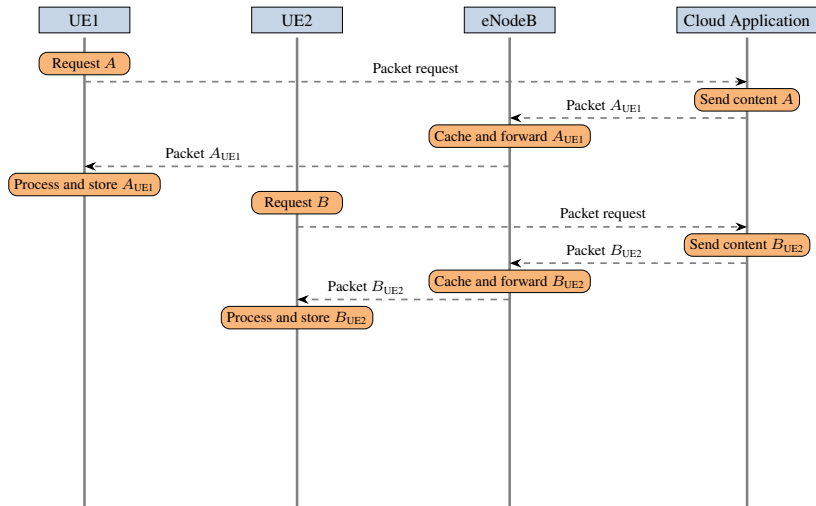 UE1
UE2
eNodeB
Cloud Application
Request A
Packet request
Send content A
Packet A_UE1
Cache and forward A_UE1
Packet A_UE1
Process and store A_UE1
Request B
Packet request
Send content B_UE2
Packet B_UE2
Cache and forward B_UE2
Packet B_UE2
Process and store B_UE2